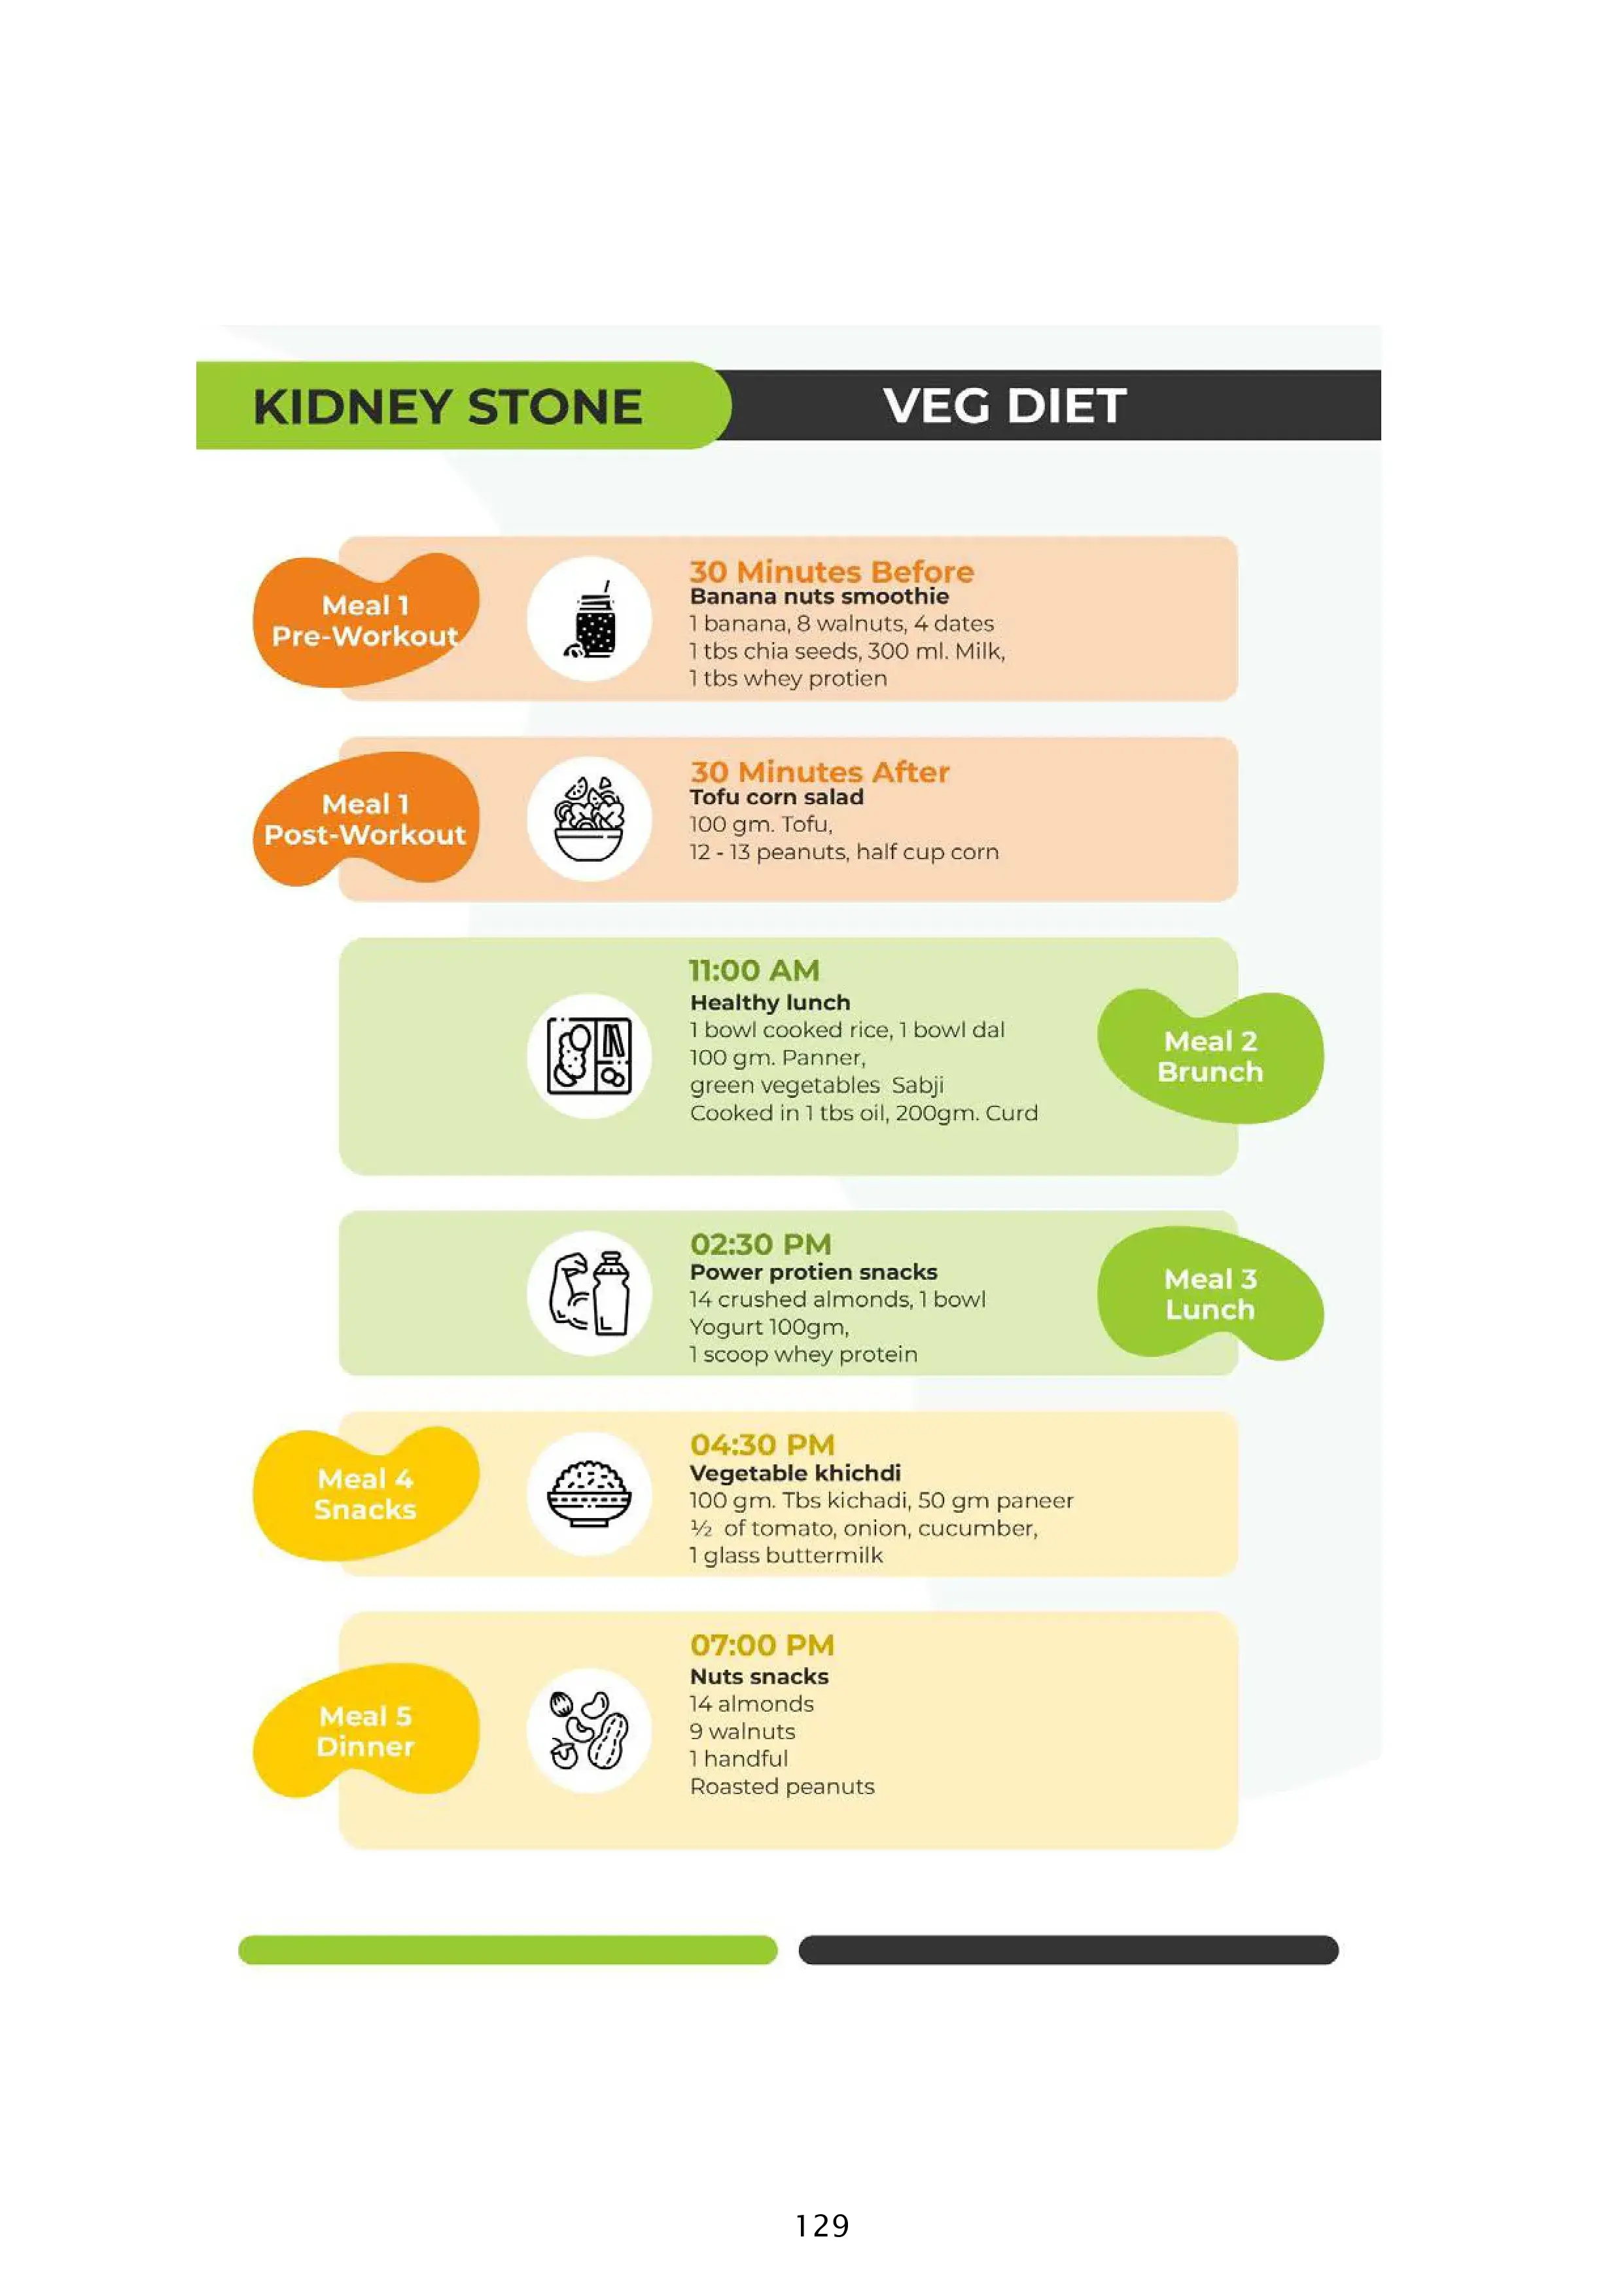 KIDNEY STONE
VEG DIET
Meal 1
Pre-Workout
30 Minutes Before
Banana nuts smoothie
1 banana, 8 walnuts, 4 dates
1 tbs chia seeds, 300 ml. Milk,
1 tbs whey protien
Meal 1
Post-Workout
30 Minutes After
Tofu corn salad
100 gm. Tofu,
12 - 13 peanuts, half cup corn
11:00 AM
Healthy lunch
1 bowl cooked rice, 1 bowl dal
100 gm. Panner,
green vegetables Sabji
Cooked in 1 tbs oil, 200gm. Curd
Meal 2
Brunch
02:30 PM
Power protien snacks
14 crushed almonds, 1 bowl
Yogurt 100gm,
1 scoop whey protein
Meal 3
Lunch
Meal 4
Snacks
04:30 PM
Vegetable khichdi
100 gm. Tbs kichadi, 50 gm paneer
½ of tomato, onion, cucumber,
1 glass buttermilk
Meal 5
Dinner
07:00 PM
Nuts snacks
14 almonds
9 walnuts
1 handful
Roasted peanuts
129